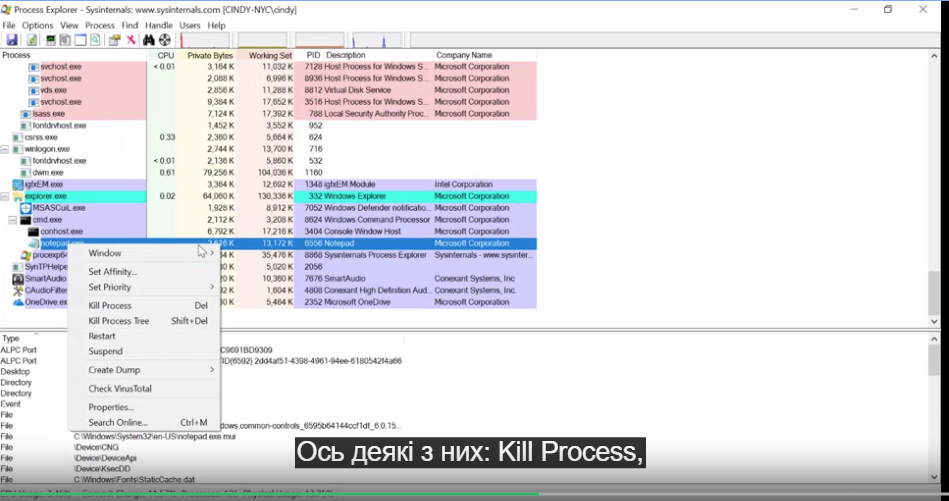 Process Explorer - Sysinternals: www.sysinternals.com [CINDY-NYC\cindy]
File Options View Process Find Handle Users Help
Process CPU Private Bytes Working Set PID Description Company Name
svchost.exe < 0.01 3,164 K 11,032 K 7128 Host Process for Windows S... Microsoft Corporation
svchost.exe 2,088 K 6,996 K 8936 Host Process for Windows S... Microsoft Corporation
vds.exe 2,856 K 11,288 K 8812 Virtual Disk Service Microsoft Corporation
svchost.exe 9,384 K 17,652 K 3516 Host Process for Windows S... Microsoft Corporation
lsass.exe 7,124 K 17,392 K 788 Local Security Authority Proc... Microsoft Corporation
fontdrvhost.exe 1,452 K 3,552 K 952
csrss.exe 0.33 2,360 K 5,664 K 624
winlogon.exe 2,744 K 13,700 K 716
fontdrvhost.exe < 0.01 2,136 K 5,860 K 532
dwm.exe 0.61 79,256 K 104,036 K 1160
igfxEM.exe 3,364 K 12,692 K 1348 igfxEM Module Intel Corporation
explorer.exe 0.02 64,060 K 130,336 K 332 Windows Explorer Microsoft Corporation
MSASCuiL.exe 1,928 K 8,912 K 7052 Windows Defender notificatio... Microsoft Corporation
cmd.exe 2,112 K 3,208 K 8624 Windows Command Processor Microsoft Corporation
conhost.exe 6,792 K 17,216 K 3404 Console Window Host Microsoft Corporation
notepad.exe 13,172 K 6556 Notepad Microsoft Corporation
procexp64 35,476 K 8868 Sysinternals Process Explorer Sysinternals - www.sysinter...
SynTPHelpe 5,020 K 2056
SmartAudio 10,360 K 7676 SmartAudio Conexant Systems, Inc
CAudioFilter 1,604 K 4808 Conexant High Definition Aud... Conexant Systems, Inc.
OneDrive.ex 5,464 K 2352 Microsoft OneDrive Microsoft Corporation
Window
Set Affinity...
Set Priority
Kill Process Del
Kill Process Tree Shift+Del
Restart
Suspend
Create Dump
Check VirusTotal
Properties...
Search Online... Ctrl+M
Type
ALPC Port C9691BD9309
ALPC Port ID(6592) 2dd4af51-4398-4961-94ee-6180542f4a66
Desktop
Directory
Directory
Event
File
File dows.common-controls_6595b64144ccf1df_6.0.15...
File C:\Windows\System32\en-US\notepad.exe.mui
File \Device\CNG
File \Device\DeviceApi
File \Device\KsecDD
File C:\Windows\Fonts\StaticCache.dat
Ось деякі з них: Kill Process,